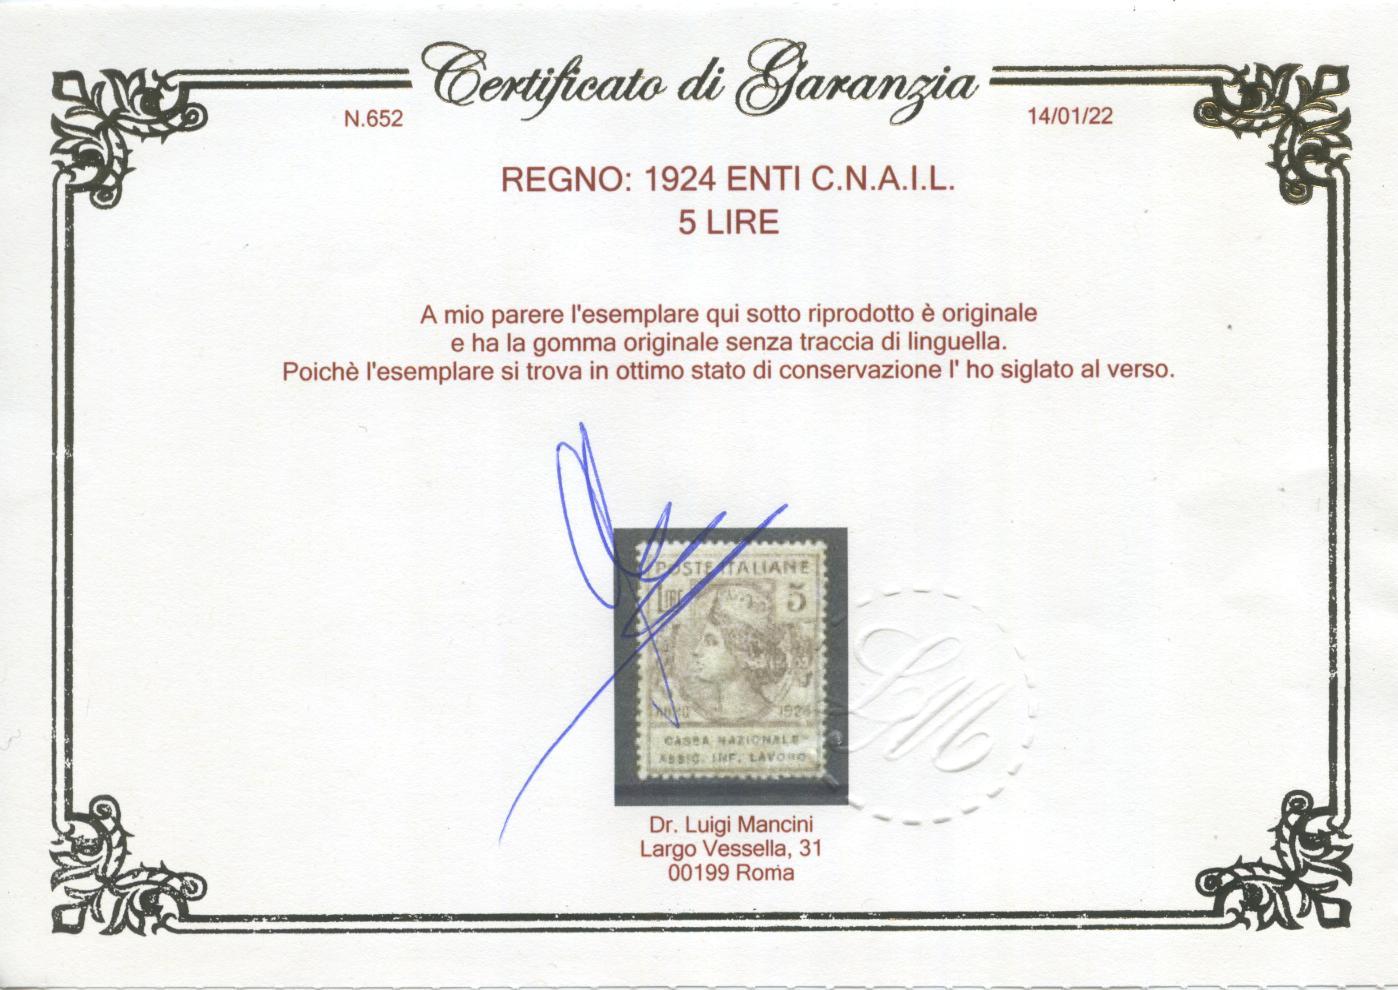 Certificato di Garanzia
N.652
14/01/22
REGNO: 1924 ENTI C.N.A.I.L.
5 LIRE
A mio parere l'esemplare qui sotto riprodotto è originale
e ha la gomma originale senza traccia di linguella.
Poichè l'esemplare si trova in ottimo stato di conservazione l' ho siglato al verso.
POSTE ITALIANE
LIRE 5
ANNO 1924
CASSA NAZIONALE
ASSIC. INF. LAVORO
LM
Dr. Luigi Mancini
Largo Vessella, 31
00199 Roma